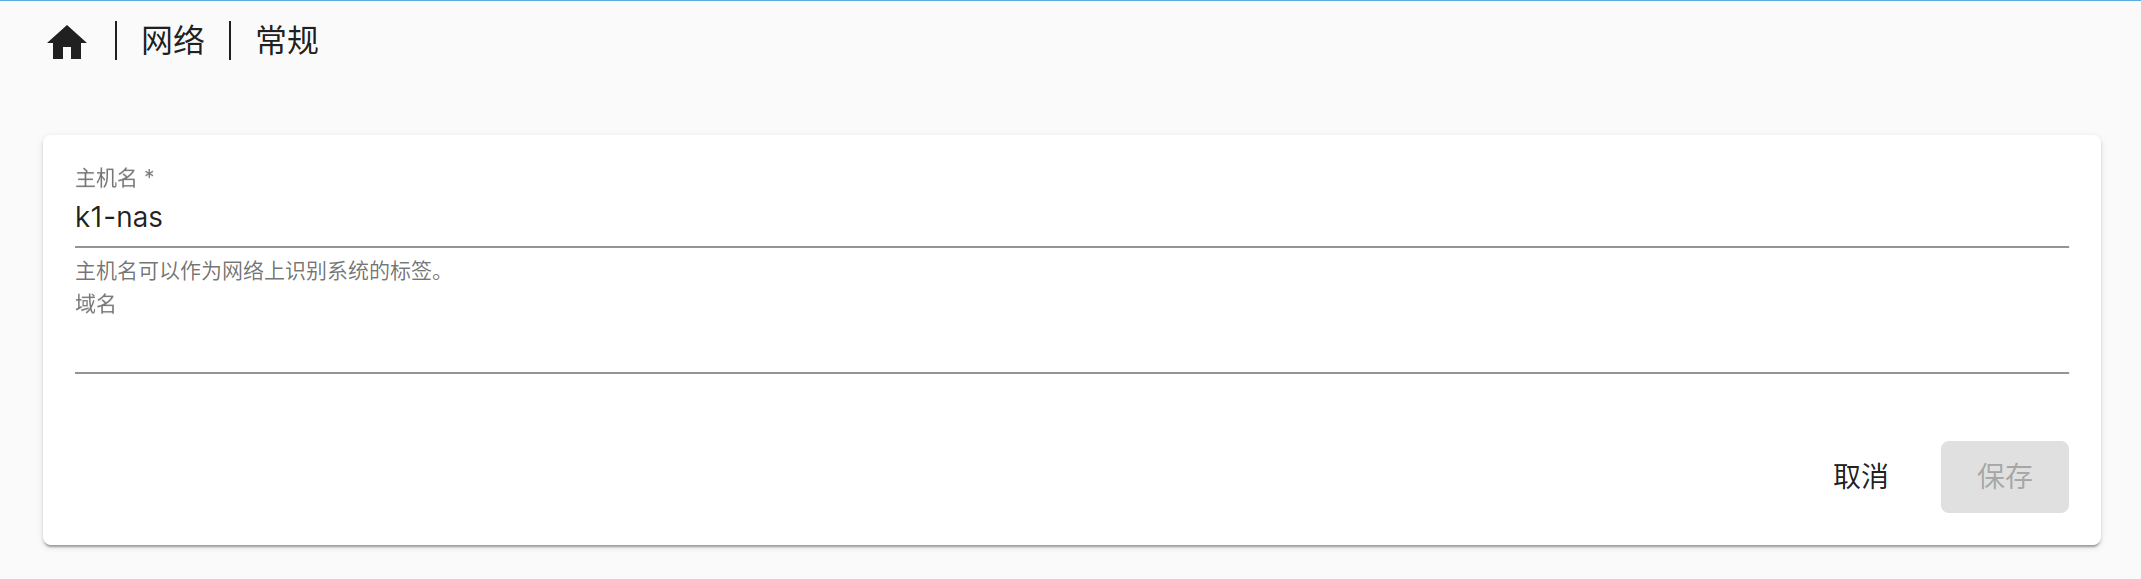 网络 | 常规
主机名 *
k1-nas
主机名可以作为网络上识别系统的标签。
域名
取消 保存